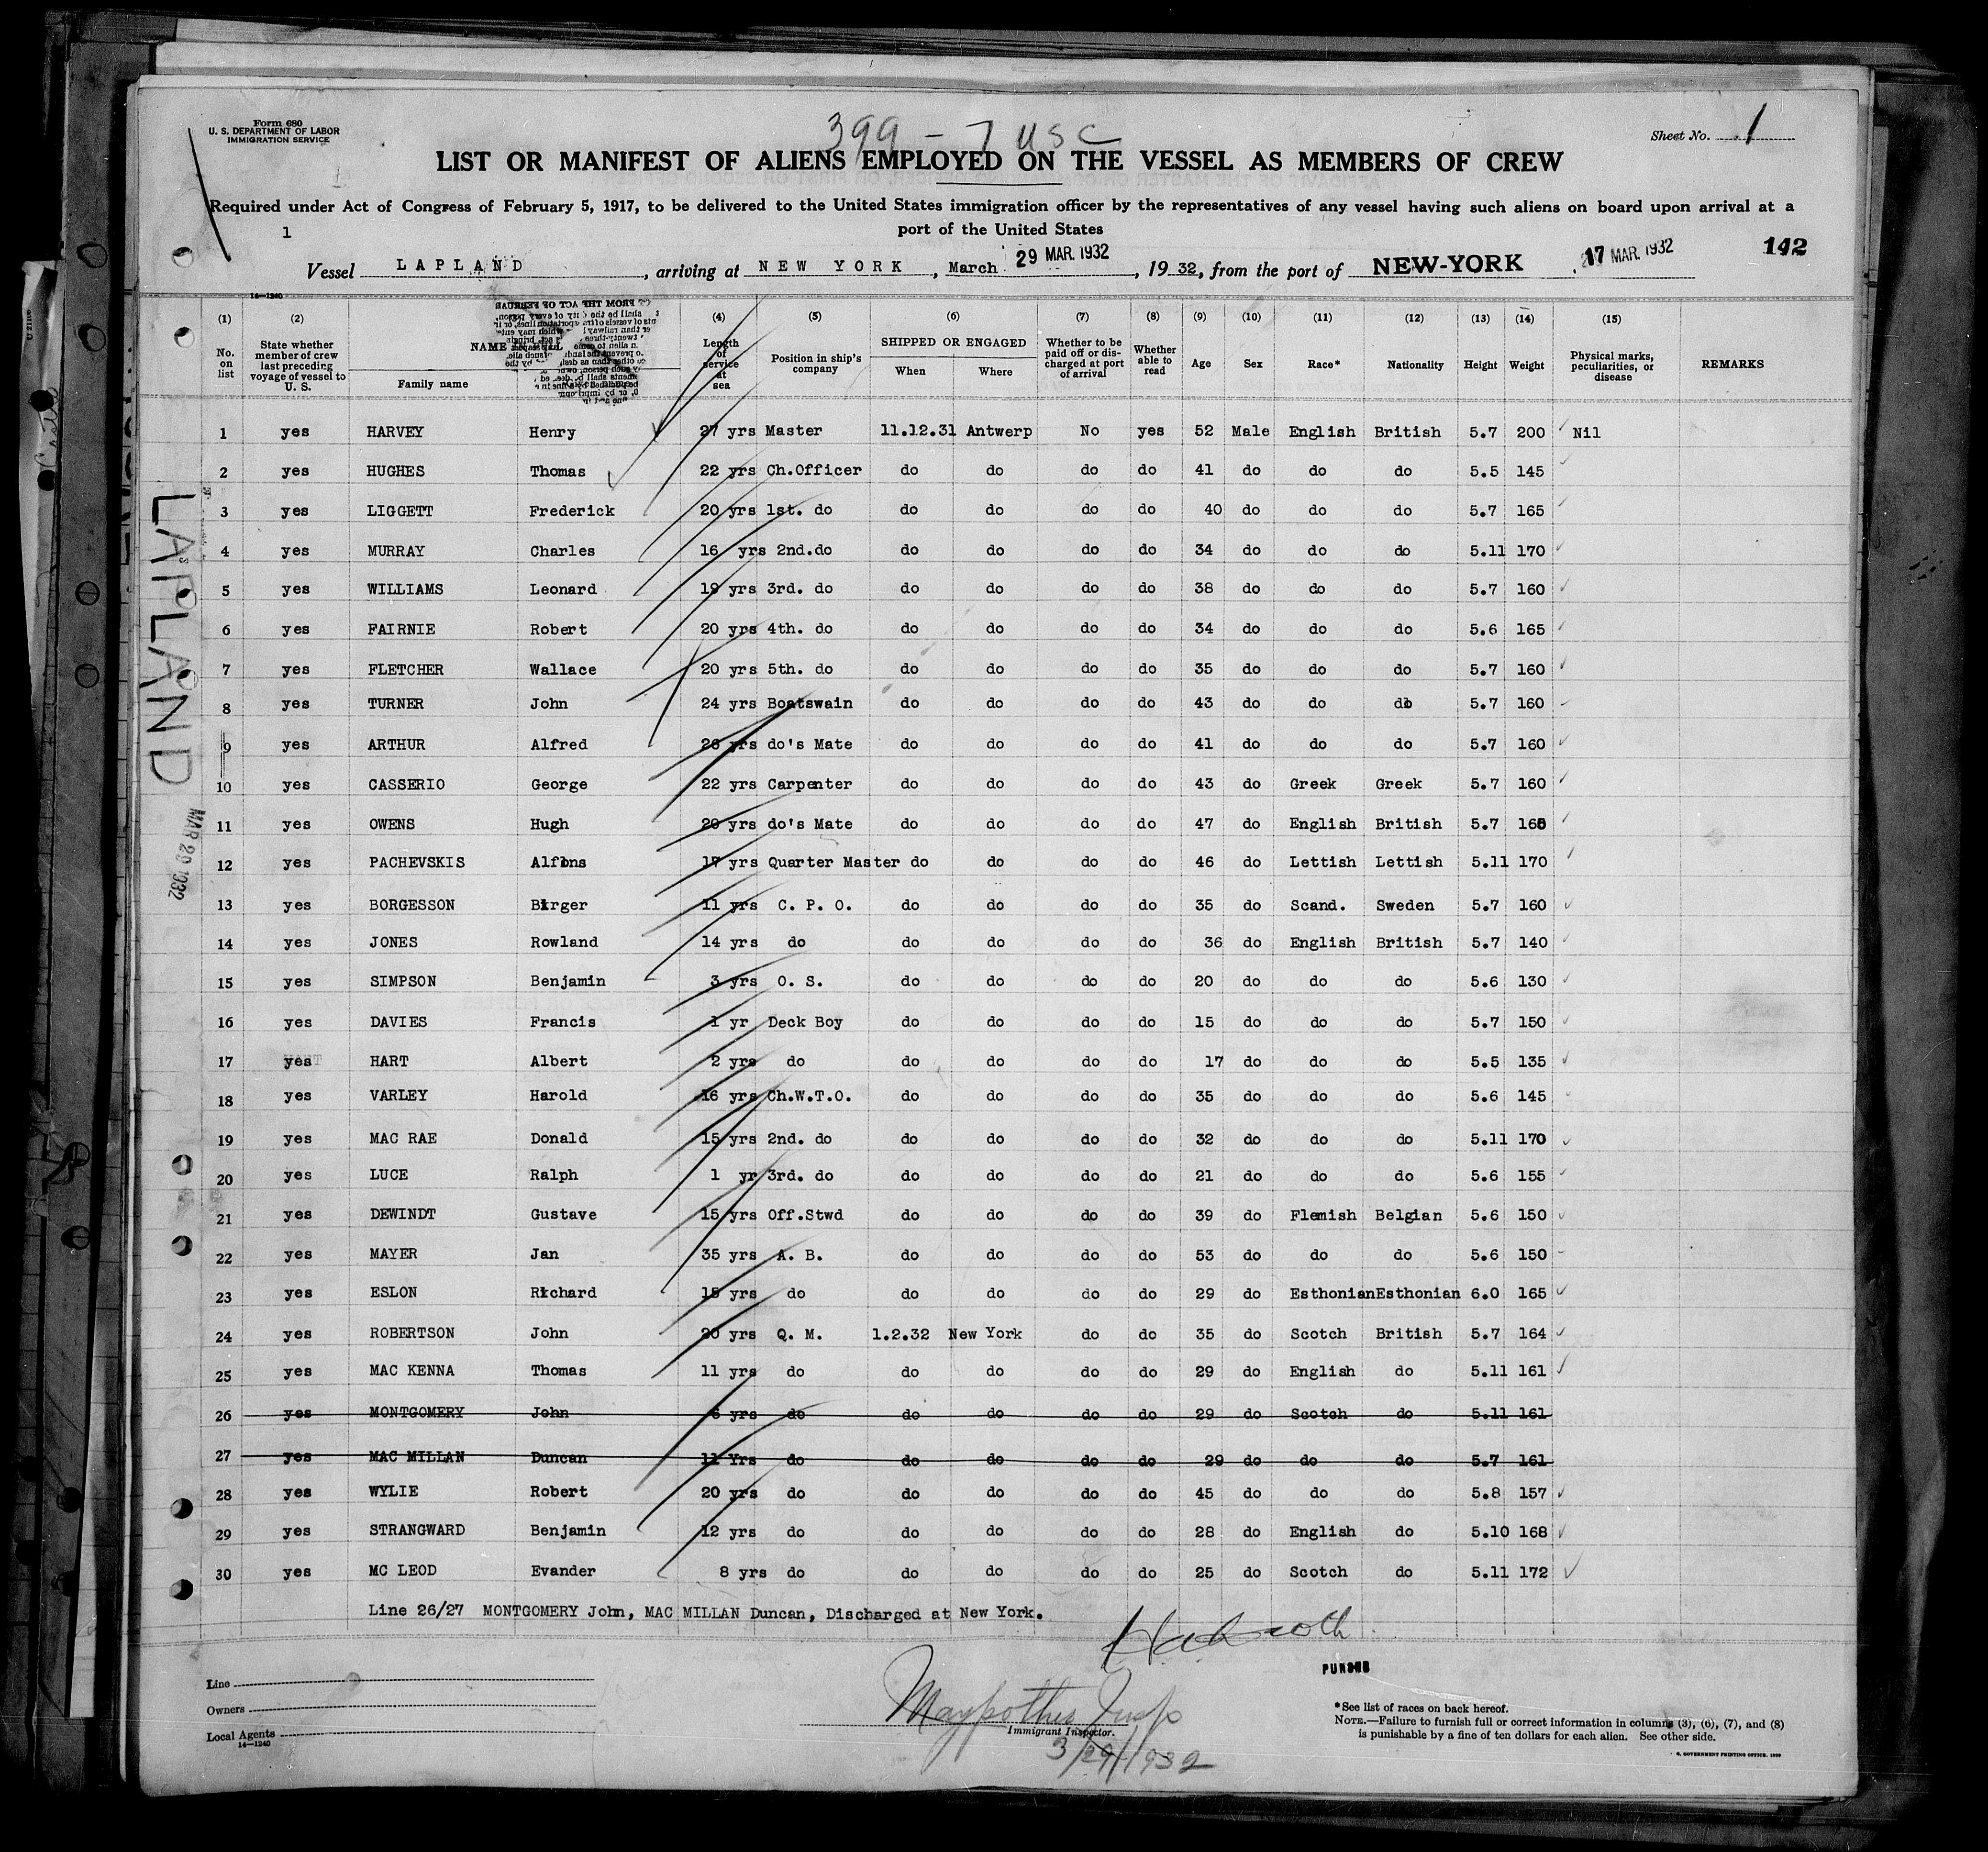 Form 680
U. S. DEPARTMENT OF LABOR
IMMIGRATION SERVICE
399 - 7 USC
Sheet No. 1
LIST OR MANIFEST OF ALIENS EMPLOYED ON THE VESSEL AS MEMBERS OF CREW
Required under Act of Congress of February 5, 1917, to be delivered to the United States immigration officer by the representatives of any vessel having such aliens on board upon arrival at a
port of the United States
1
142
Vessel LAPLAND, arriving at NEW YORK, March 29 MAR. 1932, 1932, from the port of NEW-YORK, 17 MAR. 1932
14—1240
(1) (2) (4) (5) (6) (7) (8) (9) (10) (11) (12) (13) (14) (15)
No. on list State whether member of crew last preceding voyage of vessel to U. S. NAME IN FULL Family name Length of service at sea Position in ship's company SHIPPED OR ENGAGED When Where Whether to be paid off or discharged at port of arrival Whether able to read Age Sex Race* Nationality Height Weight Physical marks, peculiarities, or disease REMARKS
1 yes HARVEY Henry 27 yrs Master 11.12.31 Antwerp No yes 52 Male English British 5.7 200 Nil
2 yes HUGHES Thomas 22 yrs Ch.Officer do do do do 41 do do do 5.5 145
3 yes LIGGETT Frederick 20 yrs 1st. do do do do do 40 do do do 5.7 165
4 yes MURRAY Charles 16 yrs 2nd.do do do do do 34 do do do 5.11 170
5 yes WILLIAMS Leonard 19 yrs 3rd. do do do do do 38 do do do 5.7 160
6 yes FAIRNIE Robert 20 yrs 4th. do do do do do 34 do do do 5.6 165
7 yes FLETCHER Wallace 20 yrs 5th. do do do do do 35 do do do 5.7 160
8 yes TURNER John 24 yrs Boatswain do do do do 43 do do do 5.7 160
9 yes ARTHUR Alfred 26 yrs do's Mate do do do do 41 do do do 5.7 160
10 yes CASSERIO George 22 yrs Carpenter do do do do 43 do Greek Greek 5.7 160
11 yes OWENS Hugh 20 yrs do's Mate do do do do 47 do English British 5.7 160
12 yes PACHEVSKIS Alfons 17 yrs Quarter Master do do do do 46 do Lettish Lettish 5.11 170
13 yes BORGESSON Birger 11 yrs C. P. O. do do do do 35 do Scand. Sweden 5.7 160
14 yes JONES Rowland 14 yrs do do do do do 36 do English British 5.7 140
15 yes SIMPSON Benjamin 3 yrs O. S. do do do do 20 do do do 5.6 130
16 yes DAVIES Francis 1 yr Deck Boy do do do do 15 do do do 5.7 150
17 yes HART Albert 2 yrs do do do do do 17 do do do 5.5 135
18 yes VARLEY Harold 16 yrs Ch.W.T.O. do do do do 35 do do do 5.6 145
19 yes MAC RAE Donald 15 yrs 2nd. do do do do do 32 do do do 5.11 170
20 yes LUCE Ralph 1 yr 3rd. do do do do do 21 do do do 5.6 155
21 yes DEWINDT Gustave 15 yrs Off.Stwd do do do do 39 do Flemish Belgian 5.6 150
22 yes MAYER Jan 35 yrs A. B. do do do do 53 do do do 5.6 150
23 yes ESLON Richard 15 yrs do do do do do 29 do Esthonian Esthonian 6.0 165
24 yes ROBERTSON John 20 yrs Q. M. 1.2.32 New York do do 35 do Scotch British 5.7 164
25 yes MAC KENNA Thomas 11 yrs do do do do do 29 do English do 5.11 161
26 yes MONTGOMERY John 6 yrs do do do do do 29 do Scotch do 5.11 161
27 yes MAC MILLAN Duncan 11 Yrs do do do do do 29 do do do 5.7 161
28 yes WYLIE Robert 20 yrs do do do do do 45 do do do 5.8 157
29 yes STRANGWARD Benjamin 12 yrs do do do do do 28 do English do 5.10 168
30 yes MC LEOD Evander 8 yrs do do do do do 25 do Scotch do 5.11 172
Line 26/27 MONTGOMERY John, MAC MILLAN Duncan, Discharged at New York.
LAPLAND
MAR 29 1932
Line
Owners
Local Agents
14—1240
Immigrant Inspector.
3/29/1932
*See list of races on back hereof.
NOTE.—Failure to furnish full or correct information in columns (3), (6), (7), and (8)
is punishable by a fine of ten dollars for each alien. See other side.
GOVERNMENT PRINTING OFFICE